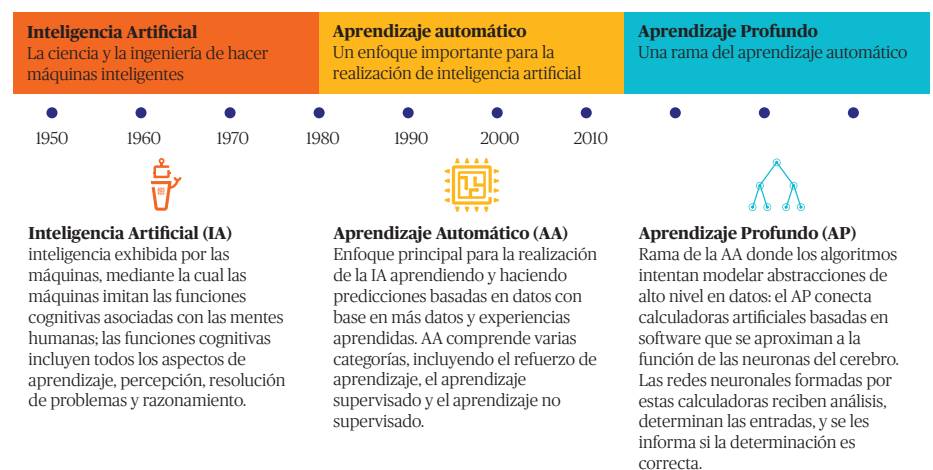 Inteligencia Artificial
La ciencia y la ingeniería de hacer
máquinas inteligentes
Aprendizaje automático
Un enfoque importante para la
realización de inteligencia artificial
Aprendizaje Profundo
Una rama del aprendizaje automático
1950
1960
1970
1980
1990
2000
2010
Inteligencia Artificial (IA)
inteligencia exhibida por las
máquinas, mediante la cual las
máquinas imitan las funciones
cognitivas asociadas con las mentes
humanas; las funciones cognitivas
incluyen todos los aspectos de
aprendizaje, percepción, resolución
de problemas y razonamiento.
Aprendizaje Automático (AA)
Enfoque principal para la realización
de la IA aprendiendo y haciendo
predicciones basadas en datos con
base en más datos y experiencias
aprendidas. AA comprende varias
categorías, incluyendo el refuerzo de
aprendizaje, el aprendizaje
supervisado y el aprendizaje no
supervisado.
Aprendizaje Profundo (AP)
Rama de la AA donde los algoritmos
intentan modelar abstracciones de
alto nivel en datos: el AP conecta
calculadoras artificiales basadas en
software que se aproximan a la
función de las neuronas del cerebro.
Las redes neuronales formadas por
estas calculadoras reciben análisis,
determinan las entradas, y se les
informa si la determinación es
correcta.